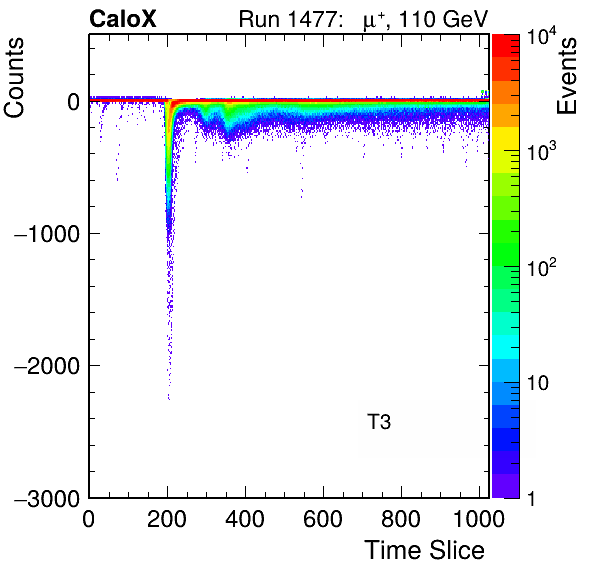 CaloX Run 1477: μ⁺, 110 GeV
Counts
Events
0
−1000
−2000
−3000
0 200 400 600 800 1000
Time Slice
T3
10⁴
10³
10²
10
1